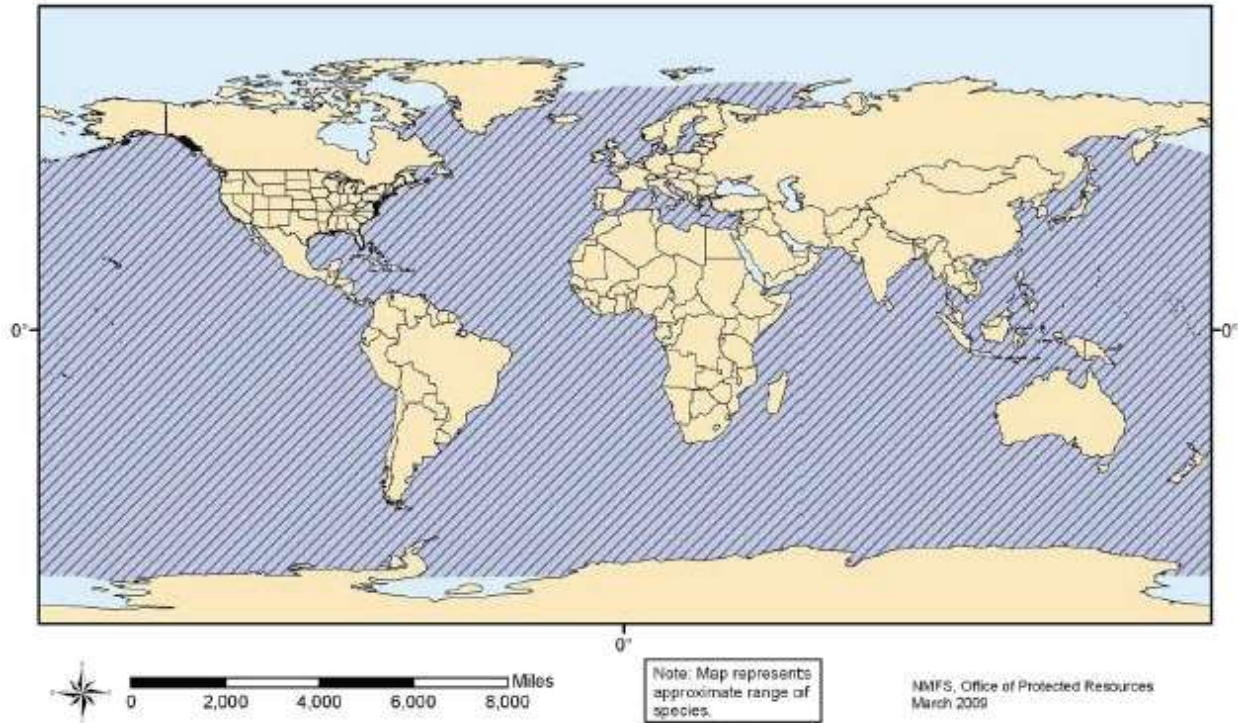 0°
0°
0°
Miles
0 2,000 4,000 6,000 8,000
Note: Map represents
approximate range of
species.
NMFS, Office of Protected Resources
March 2009